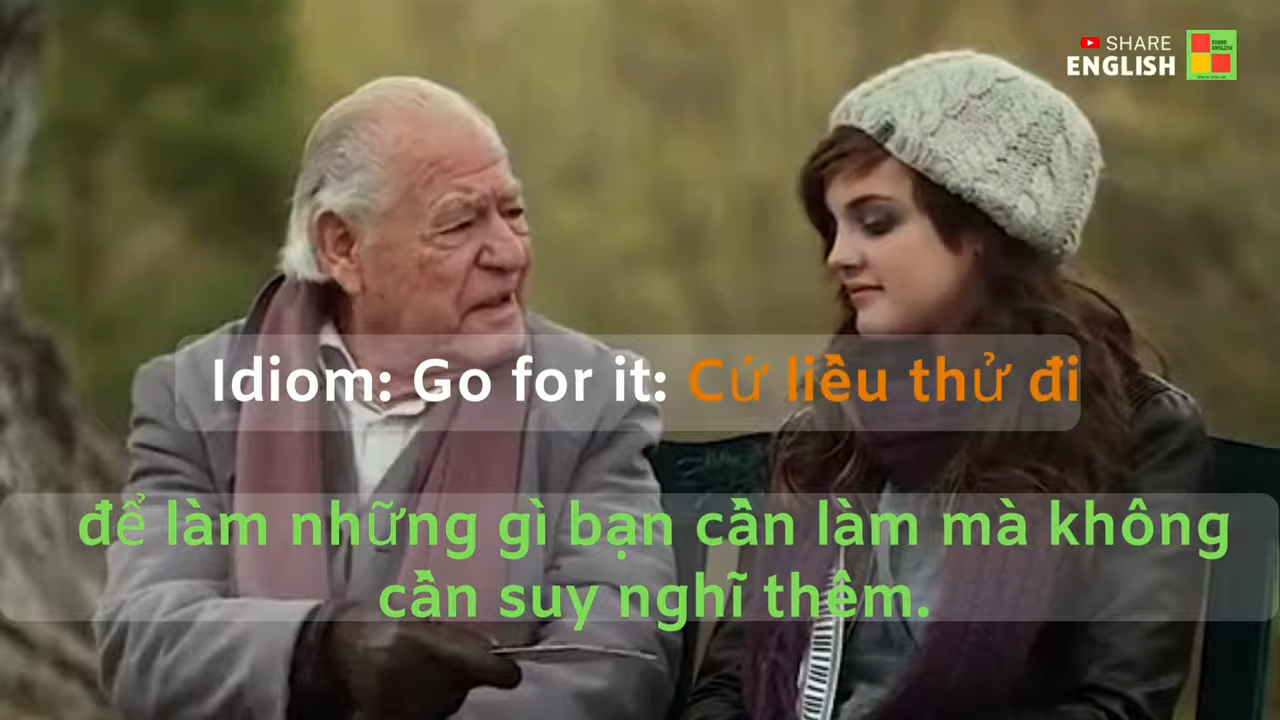 SHARE
ENGLISH
Idiom: Go for it: Cứ liều thử đi
để làm những gì bạn cần làm mà không
cần suy nghĩ thêm.